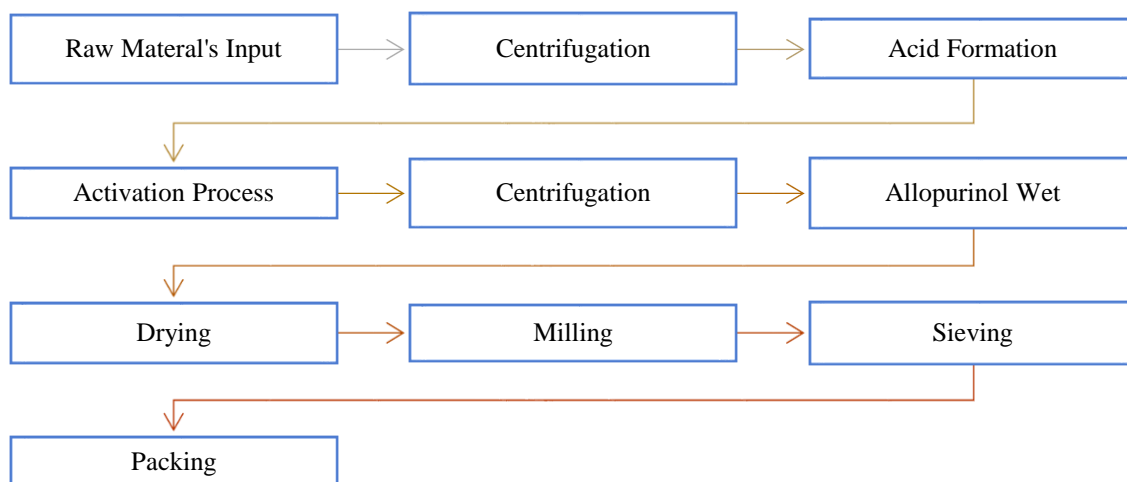 Raw Materal's Input
Centrifugation
Acid Formation
Activation Process
Centrifugation
Allopurinol Wet
Drying
Milling
Sieving
Packing